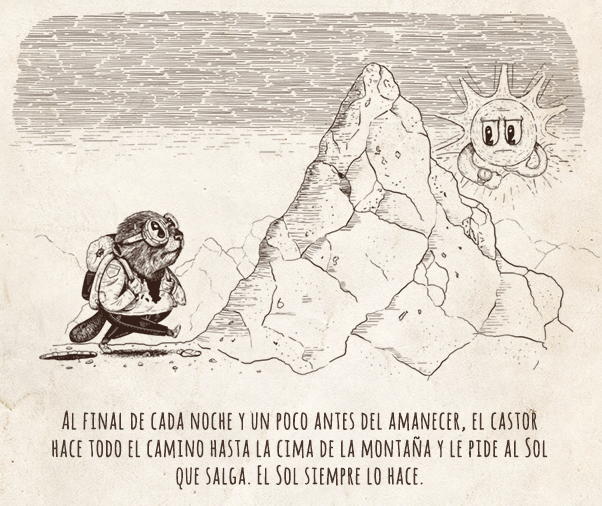 Al final de cada noche y un poco antes del amanecer, el castor
hace todo el camino hasta la cima de la montaña y le pide al Sol
que salga. El Sol siempre lo hace.